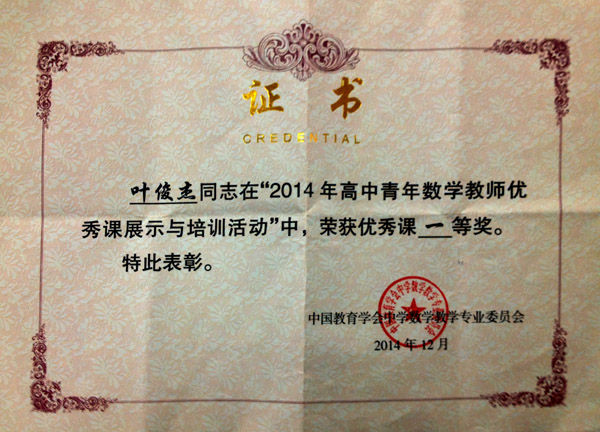 证书
CREDENTIAL
叶俊杰同志在“2014年高中青年数学教师优
秀课展示与培训活动”中，荣获优秀课一等奖。
特此表彰。
中国教育学会中学数学教学专业委员会
2014年12月